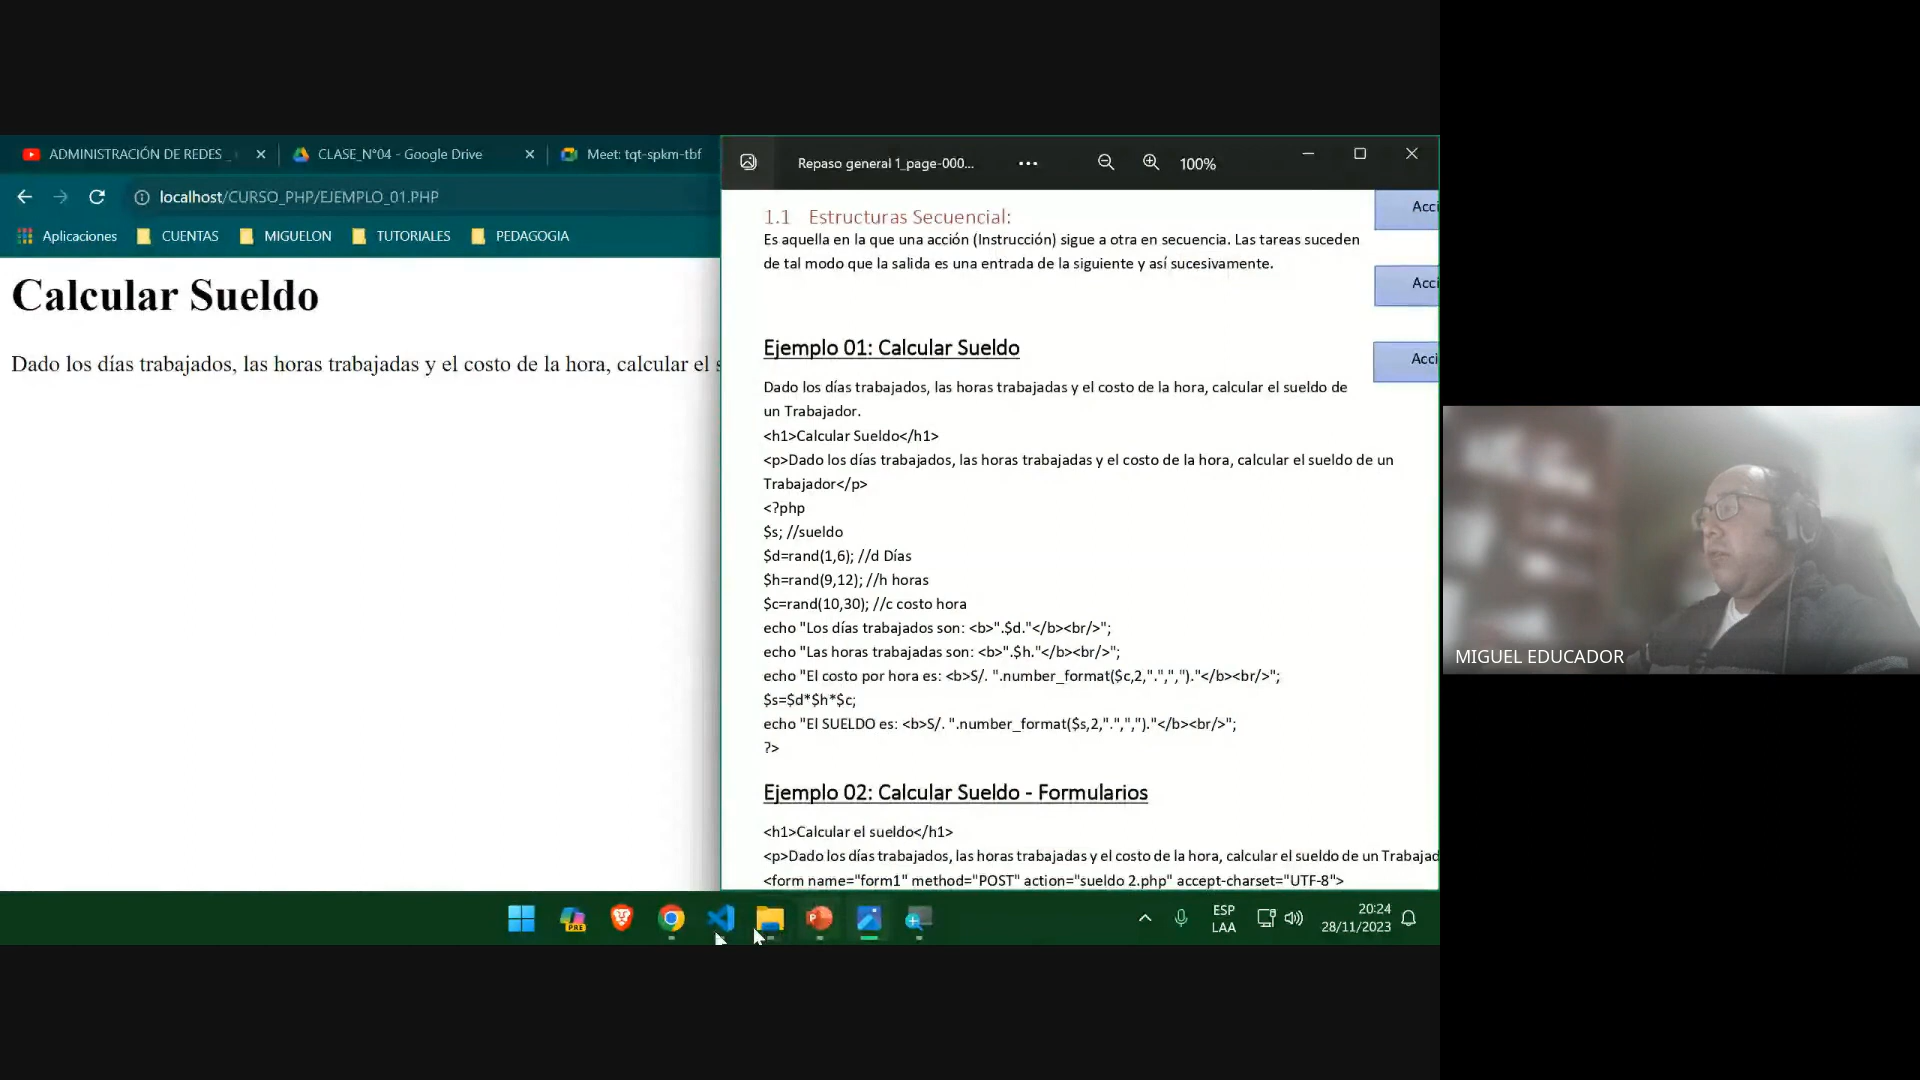 ADMINISTRACIÓN DE REDES _
CLASE_N°04 - Google Drive
Meet: tqt-spkm-tbf
localhost/CURSO_PHP/EJEMPLO_01.PHP
Aplicaciones
CUENTAS
MIGUELON
TUTORIALES
PEDAGOGIA
Calcular Sueldo
Dado los días trabajados, las horas trabajadas y el costo de la hora, calcular el s
Repaso general 1_page-000...
100%
1.1 Estructuras Secuencial:
Es aquella en la que una acción (Instrucción) sigue a otra en secuencia. Las tareas suceden
de tal modo que la salida es una entrada de la siguiente y así sucesivamente.
Acci
Acci
Acci
Ejemplo 01: Calcular Sueldo
Dado los días trabajados, las horas trabajadas y el costo de la hora, calcular el sueldo de
un Trabajador.
<h1>Calcular Sueldo</h1>
<p>Dado los días trabajados, las horas trabajadas y el costo de la hora, calcular el sueldo de un
Trabajador</p>
<?php
$s; //sueldo
$d=rand(1,6); //d Días
$h=rand(9,12); //h horas
$c=rand(10,30); //c costo hora
echo "Los días trabajados son: <b>".$d."</b><br/>";
echo "Las horas trabajadas son: <b>".$h."</b><br/>";
echo "El costo por hora es: <b>S/. ".number_format($c,2,".",",")."</b><br/>";
$s=$d*$h*$c;
echo "El SUELDO es: <b>S/. ".number_format($s,2,".",",")."</b><br/>";
?>
Ejemplo 02: Calcular Sueldo - Formularios
<h1>Calcular el sueldo</h1>
<p>Dado los días trabajados, las horas trabajadas y el costo de la hora, calcular el sueldo de un Trabajad
<form name="form1" method="POST" action="sueldo 2.php" accept-charset="UTF-8">
PRE
ESP
LAA
20:24
28/11/2023
MIGUEL EDUCADOR